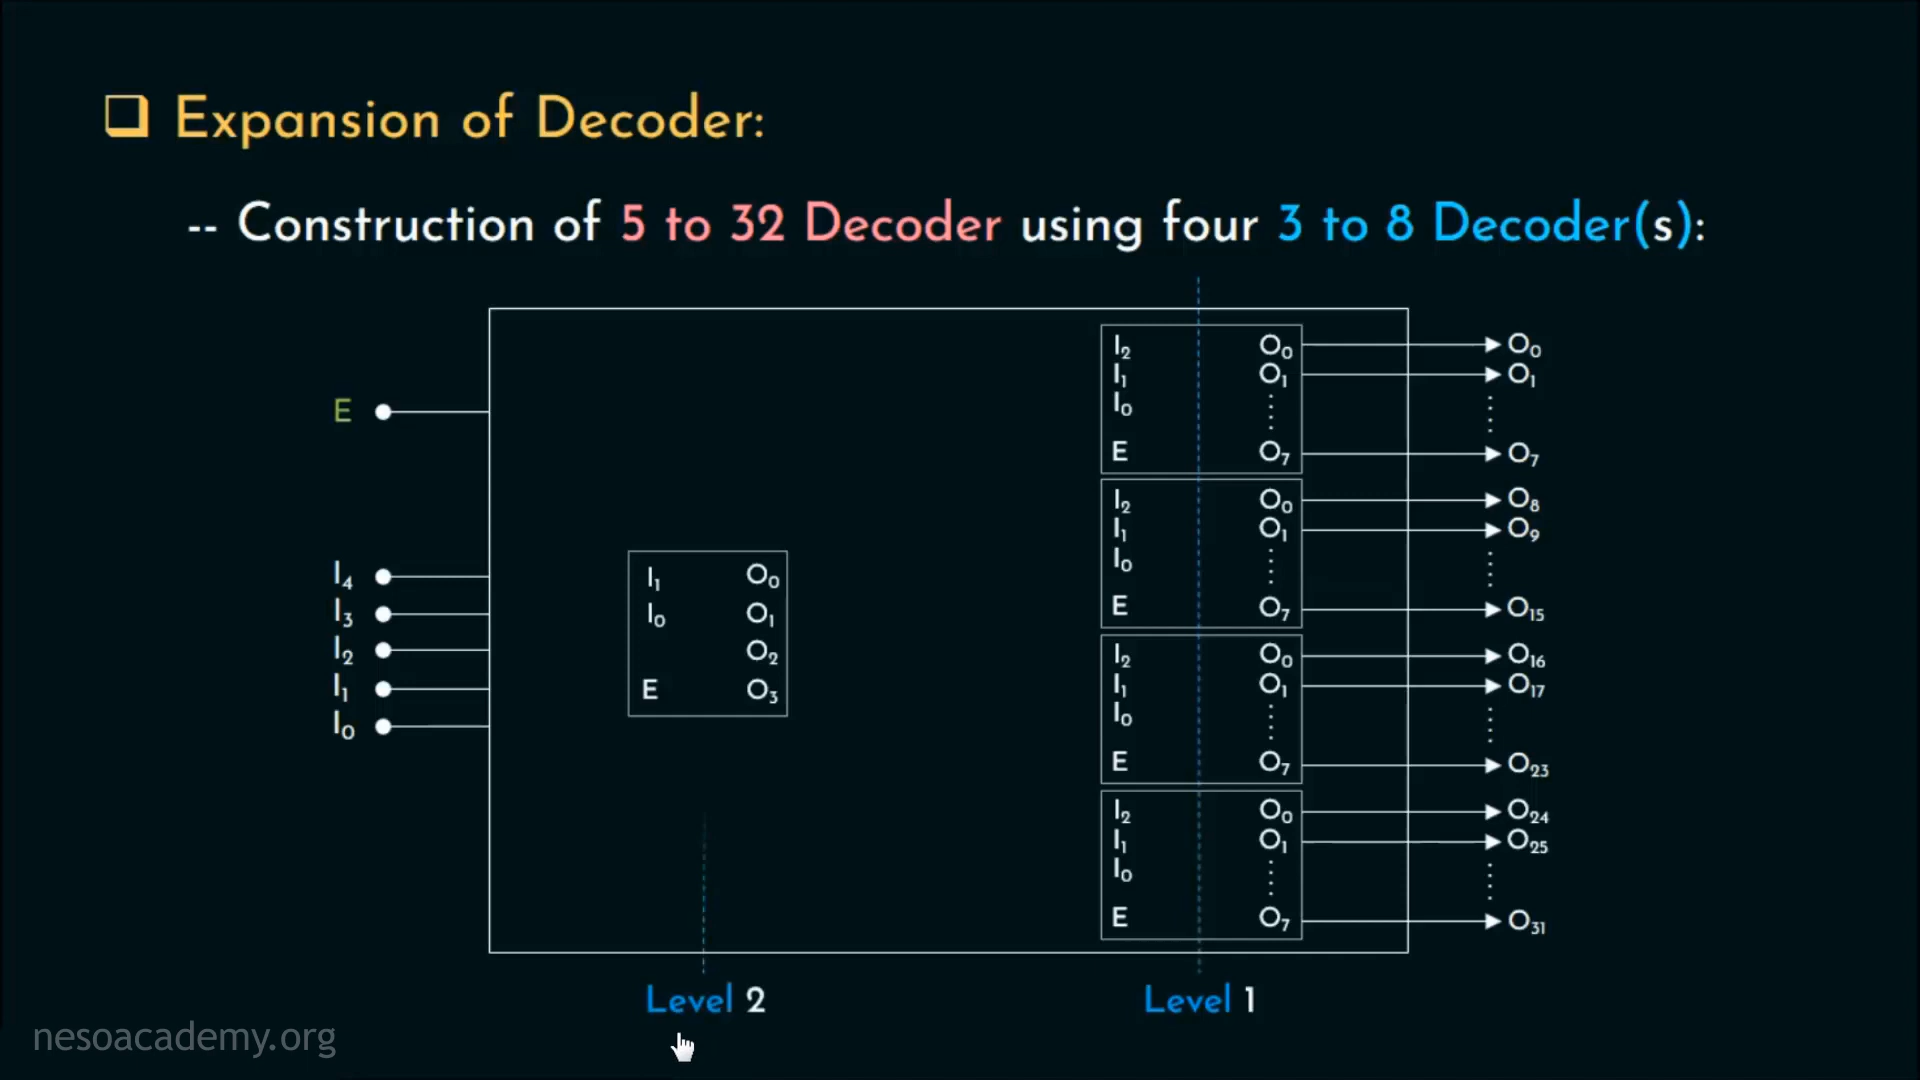 Expansion of Decoder:
-- Construction of 5 to 32 Decoder using four 3 to 8 Decoder(s):
E
I₄
I₃
I₂
I₁
I₀
I₁ O₀
I₀ O₁
O₂
E O₃
I₂ O₀ O₀
I₁ O₁ O₁
I₀
E O₇ O₇
I₂ O₀ O₈
I₁ O₁ O₉
I₀
E O₇ O₁₅
I₂ O₀ O₁₆
I₁ O₁ O₁₇
I₀
E O₇ O₂₃
I₂ O₀ O₂₄
I₁ O₁ O₂₅
I₀
E O₇ O₃₁
Level 2 Level 1
nesoacademy.org